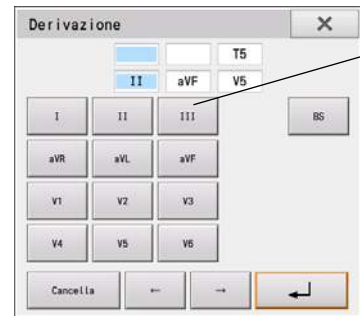 Derivazione ×
T5
II aVF V5
I II III BS
aVR aVL aVF
V1 V2 V3
V4 V5 V6
Cancella ← →